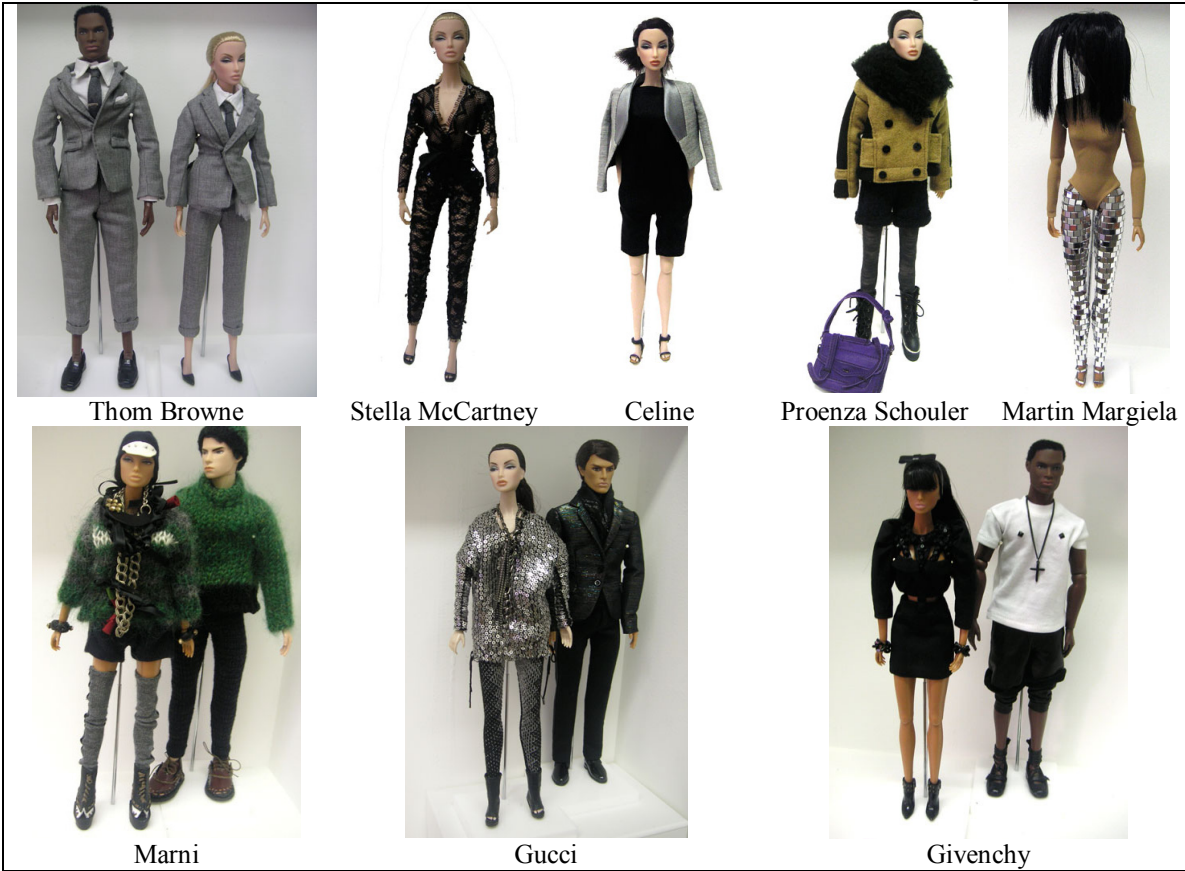 Thom Browne
Stella McCartney
Celine
Proenza Schouler
Martin Margiela
Marni
Gucci
Givenchy